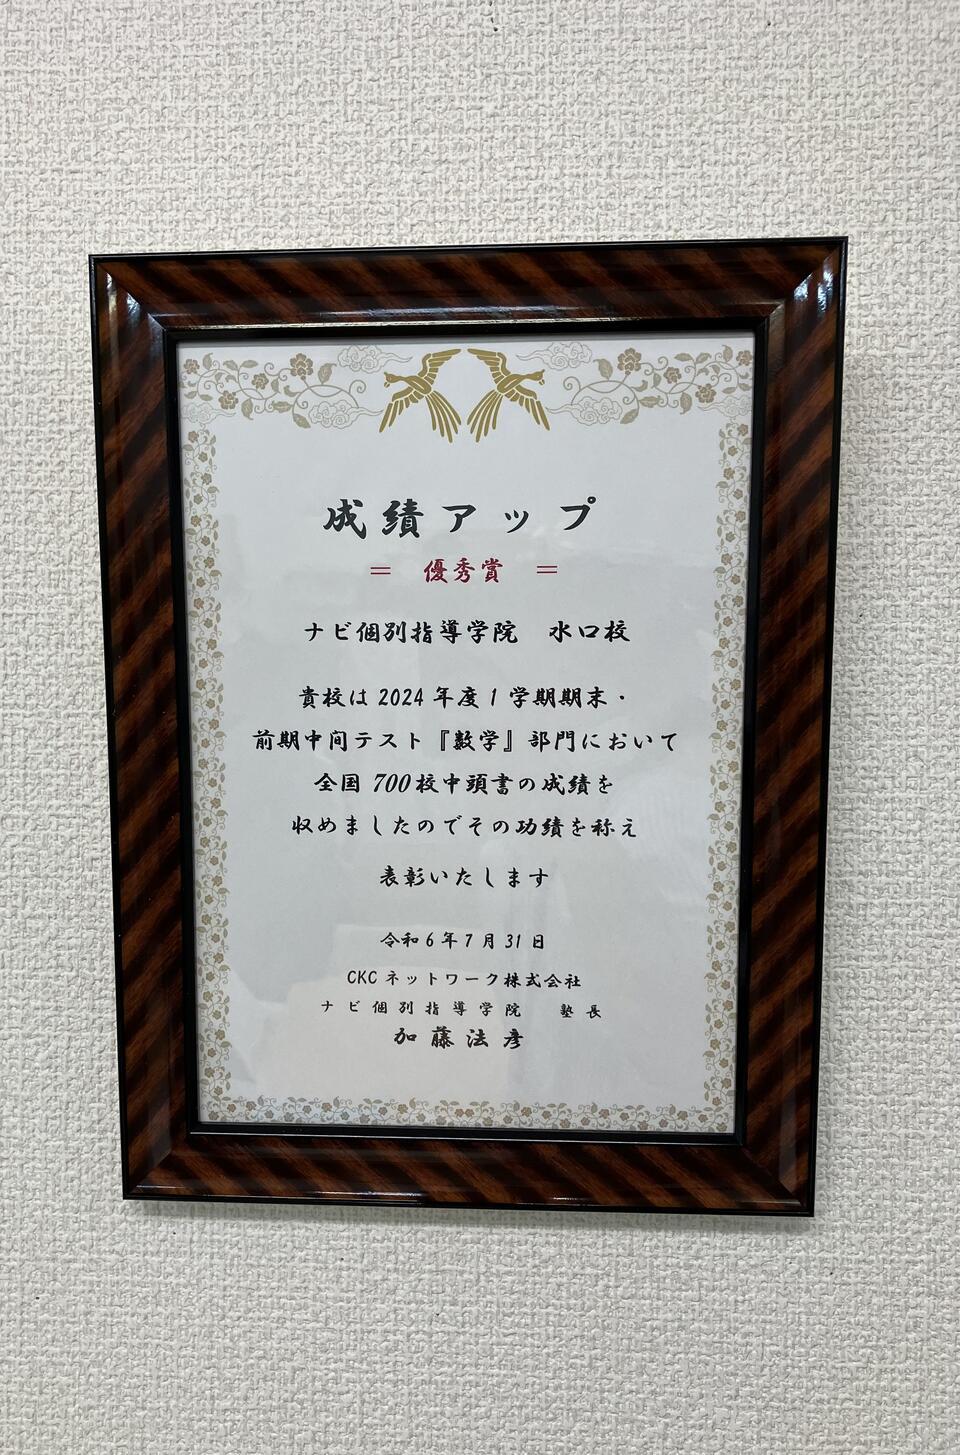 成績アップ
＝ 優秀賞 ＝
ナビ個別指導学院 水口校
貴校は2024年度1学期期末・
前期中間テスト『数学』部門において
全国700校中頭書の成績を
収めましたのでその功績を称え
表彰いたします
令和6年7月31日
CKCネットワーク株式会社
ナビ個別指導学院 塾長
加藤法彦